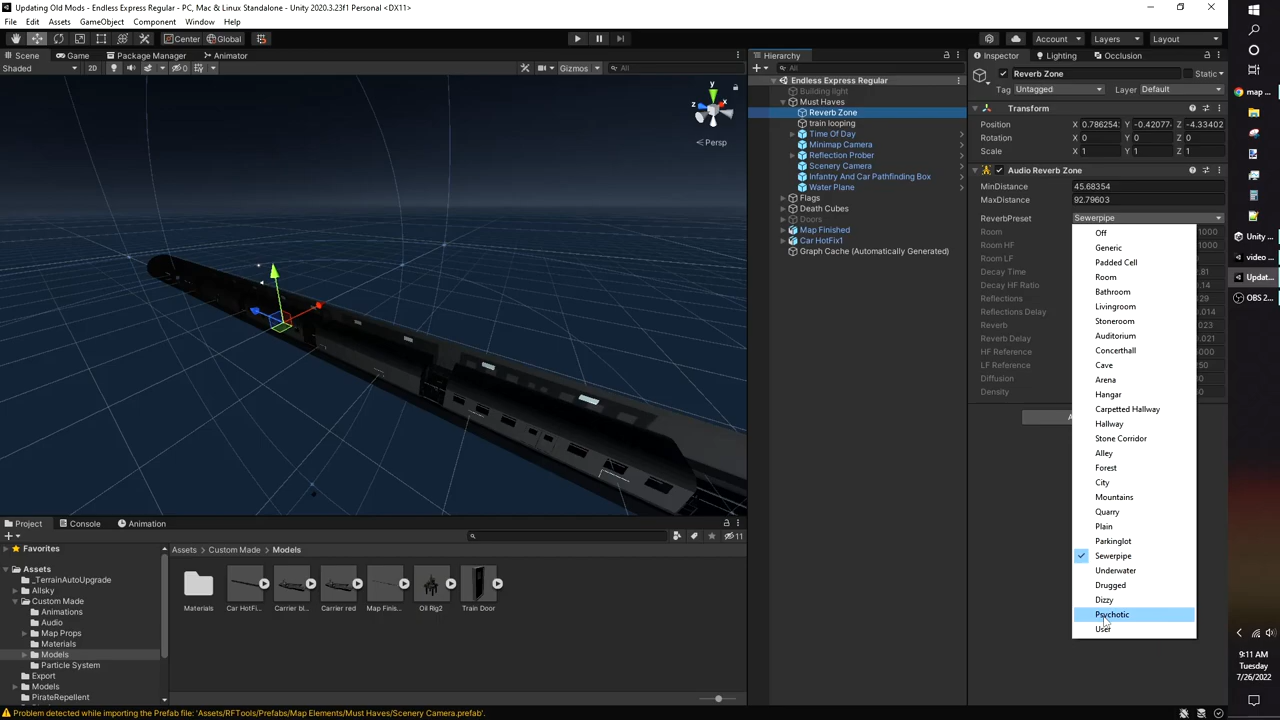 Updating Old Mods - Endless Express Regular - PC, Mac & Linux Standalone - Unity 2020.3.23f1 Personal <DX11>
File Edit Assets GameObject Component Window Help
Center Global Account Layers Layout
Scene Game Package Manager Animator
Shaded 2D 0 Gizmos All
y
x
z
< Persp
Hierarchy
All
Endless Express Regular
Building light
Must Haves
Reverb Zone
train looping
Time Of Day
Minimap Camera
Reflection Prober
Scenery Camera
Infantry And Car Pathfinding Box
Water Plane
Flags
Death Cubes
Doors
Map Finished
Car HotFix1
Graph Cache (Automatically Generated)
Inspector Lighting Occlusion
Reverb Zone Static
Tag Untagged Layer Default
Transform
Position X 0.786254 Y -0.42077 Z -4.33402
Rotation X 0 Y 0 Z 0
Scale X 1 Y 1 Z 1
Audio Reverb Zone
MinDistance 45.68354
MaxDistance 92.79603
ReverbPreset Sewerpipe
Room
Room HF
Room LF
Decay Time
Decay HF Ratio
Reflections
Reflections Delay
Reverb
Reverb Delay
HF Reference
LF Reference
Diffusion
Density
Off
Generic
Padded Cell
Room
Bathroom
Livingroom
Stoneroom
Auditorium
Concerthall
Cave
Arena
Hangar
Carpetted Hallway
Hallway
Stone Corridor
Alley
Forest
City
Mountains
Quarry
Plain
Parkinglot
Sewerpipe
Underwater
Drugged
Dizzy
Psychotic
User
Project Console Animation
11
Favorites
Assets
_TerrainAutoUpgrade
Allsky
Custom Made
Animations
Audio
Map Props
Materials
Models
Particle System
Export
Models
PirateRepellent
Assets > Custom Made > Models
Materials Car HotFi... Carrier bl... Carrier red Map Finis... Oil Rig2 Train Door
Problem detected while importing the Prefab file: 'Assets/RFTools/Prefabs/Map Elements/Must Haves/Scenery Camera.prefab'.
map ...
Unity ...
video ...
Updat...
OBS 2...
9:11 AM
Tuesday
7/26/2022